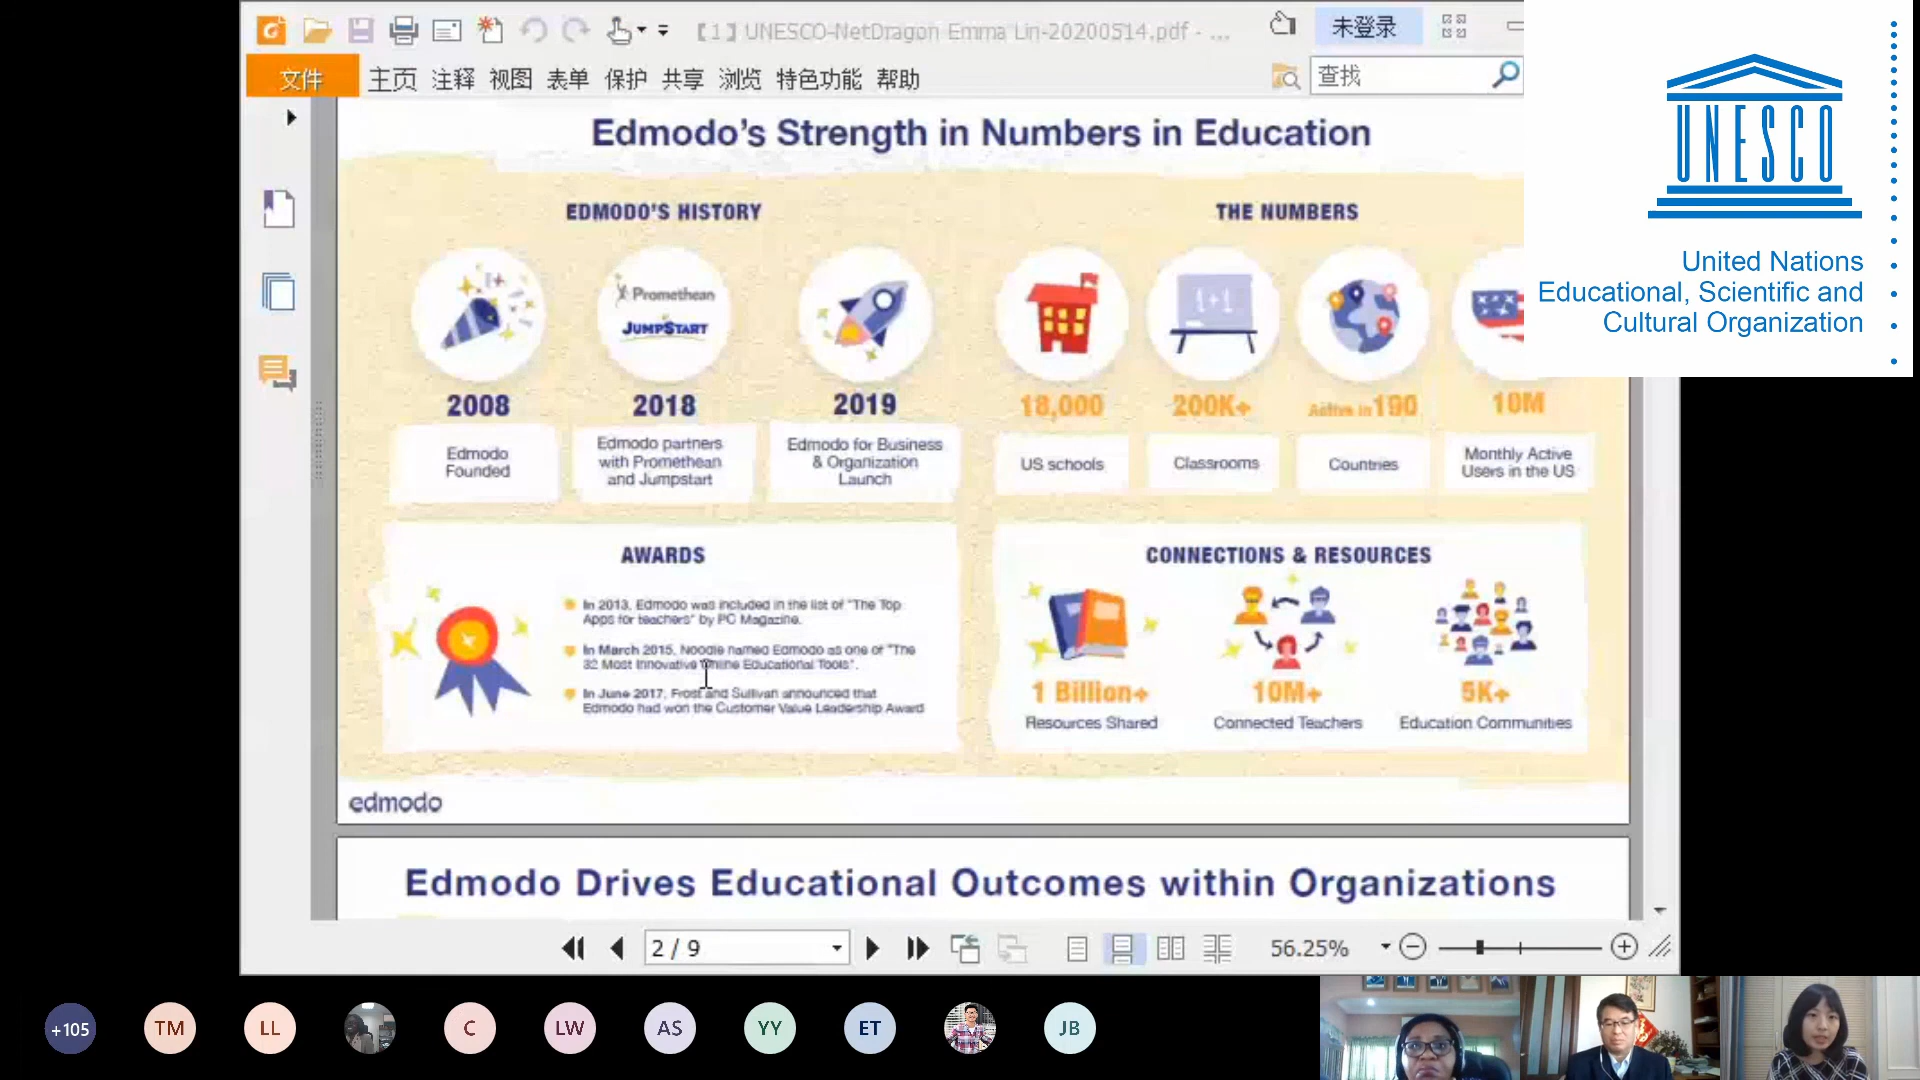 【1】UNESCO-NetDragon Emma Lin-20200514.pdf - ...
未登录
文件 主页 注释 视图 表单 保护 共享 浏览 特色功能 帮助
查找
UNESCO
United Nations
Educational, Scientific and
Cultural Organization
Edmodo's Strength in Numbers in Education
EDMODO'S HISTORY
Promethean
JUMPSTART
2008
Edmodo
Founded
2018
Edmodo partners
with Promethean
and Jumpstart
2019
Edmodo for Business
& Organization
Launch
THE NUMBERS
1+1
18,000
US schools
200K+
Classrooms
Active in 190
Countries
10M
Monthly Active
Users in the US
AWARDS
In 2013, Edmodo was included in the list of "The Top
Apps for teachers" by PC Magazine.
In March 2015, Noodle named Edmodo as one of "The
32 Most Innovative Online Educational Tools".
In June 2017, Frost and Sullivan announced that
Edmodo had won the Customer Value Leadership Award
CONNECTIONS & RESOURCES
1 Billion+
Resources Shared
10M+
Connected Teachers
5K+
Education Communities
edmodo
Edmodo Drives Educational Outcomes within Organizations
2 / 9
56.25%
+105 TM LL C LW AS YY ET JB